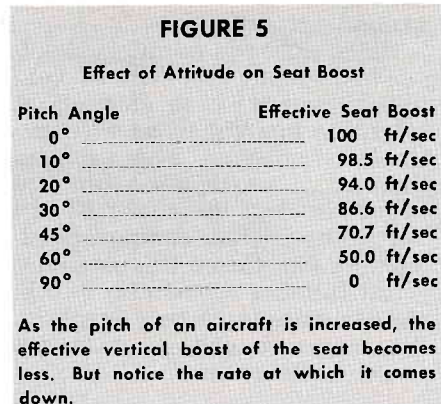 FIGURE 5
Effect of Attitude on Seat Boost
Pitch Angle Effective Seat Boost
0° 100 ft/sec
10° 98.5 ft/sec
20° 94.0 ft/sec
30° 86.6 ft/sec
45° 70.7 ft/sec
60° 50.0 ft/sec
90° 0 ft/sec
As the pitch of an aircraft is increased, the
effective vertical boost of the seat becomes
less. But notice the rate at which it comes
down.